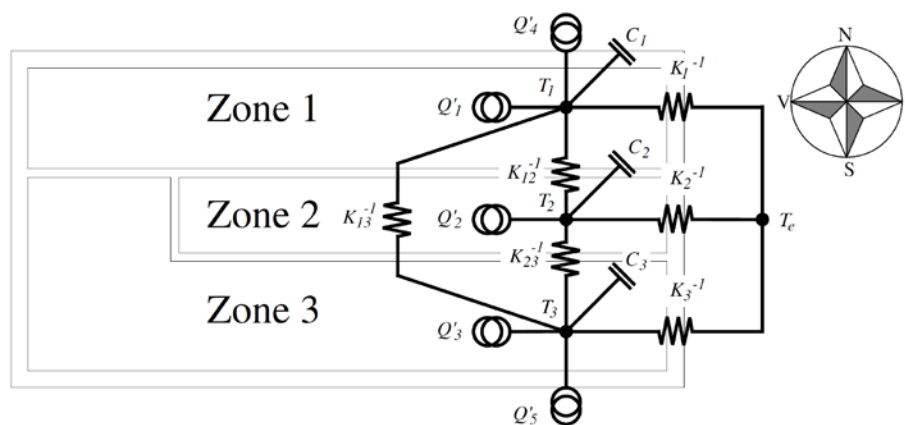 Q'4
C1
N
K1^-1
T1
Zone 1
Q'1
V
S
K12^-1
C2
K2^-1
T2
Zone 2
K13^-1
Q'2
Te
K23^-1
C3
K3^-1
Zone 3
T3
Q'3
Q'5